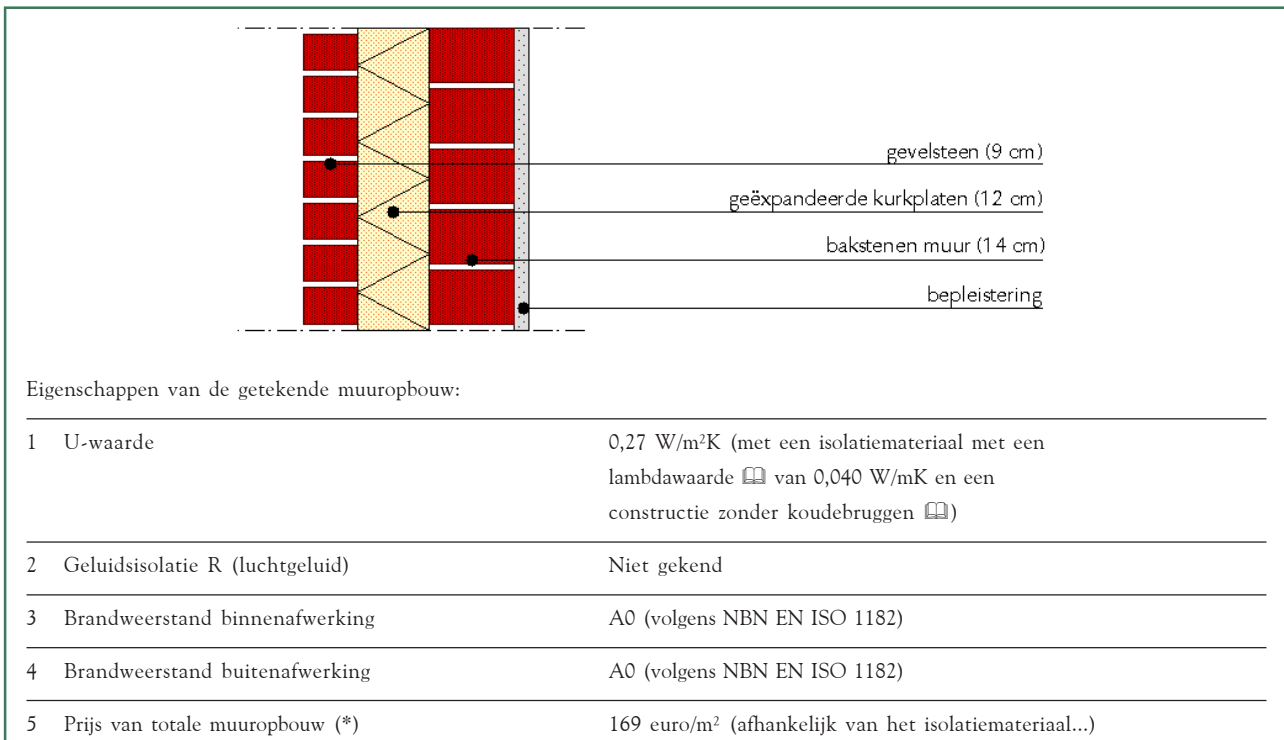 gevelsteen (9 cm)
geëxpandeerde kurkplaten (12 cm)
bakstenen muur (14 cm)
bepleistering
Eigenschappen van de getekende muuropbouw:
1 U-waarde 0,27 W/m²K (met een isolatiemateriaal met een
lambdawaarde 🕮 van 0,040 W/mK en een
constructie zonder koudebruggen 🕮)
2 Geluidsisolatie R (luchtgeluid) Niet gekend
3 Brandweerstand binnenafwerking A0 (volgens NBN EN ISO 1182)
4 Brandweerstand buitenafwerking A0 (volgens NBN EN ISO 1182)
5 Prijs van totale muuropbouw (*) 169 euro/m² (afhankelijk van het isolatiemateriaal...)